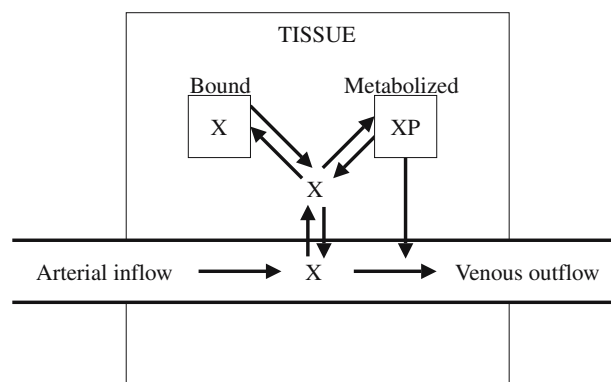 TISSUE
Bound Metabolized
X XP
X
Arterial inflow X Venous outflow